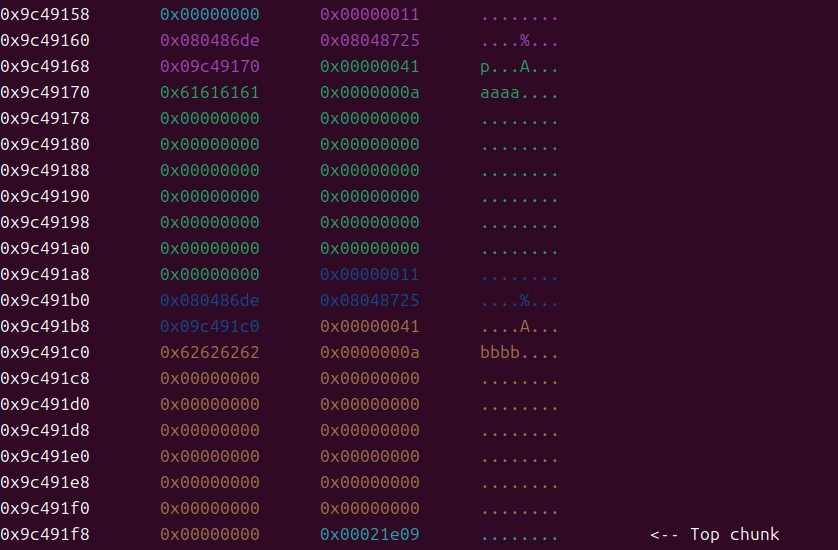 0x9c49158 0x00000000 0x00000011 ........
0x9c49160 0x080486de 0x08048725 ....%...
0x9c49168 0x09c49170 0x00000041 p...A...
0x9c49170 0x61616161 0x0000000a aaaa....
0x9c49178 0x00000000 0x00000000 ........
0x9c49180 0x00000000 0x00000000 ........
0x9c49188 0x00000000 0x00000000 ........
0x9c49190 0x00000000 0x00000000 ........
0x9c49198 0x00000000 0x00000000 ........
0x9c491a0 0x00000000 0x00000000 ........
0x9c491a8 0x00000000 0x00000011 ........
0x9c491b0 0x080486de 0x08048725 ....%...
0x9c491b8 0x09c491c0 0x00000041 ....A...
0x9c491c0 0x62626262 0x0000000a bbbb....
0x9c491c8 0x00000000 0x00000000 ........
0x9c491d0 0x00000000 0x00000000 ........
0x9c491d8 0x00000000 0x00000000 ........
0x9c491e0 0x00000000 0x00000000 ........
0x9c491e8 0x00000000 0x00000000 ........
0x9c491f0 0x00000000 0x00000000 ........
0x9c491f8 0x00000000 0x00021e09 ........ <-- Top chunk